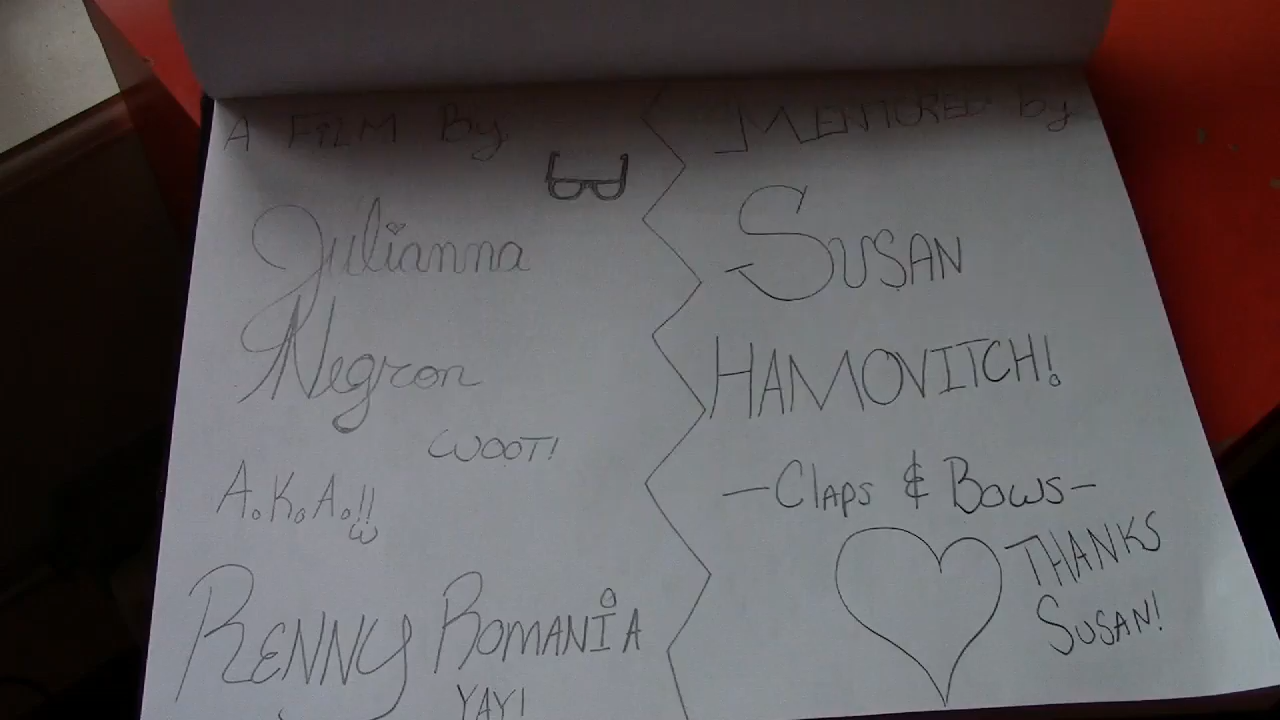 A FiLM By
Julianna
Negron
WOOT!
A.K.A.!!
RENNY ROMANiA
YAY!
MENTORED by
SUSAN
HAMOVITCH!
-Claps & Bows-
THANKS
SUSAN!